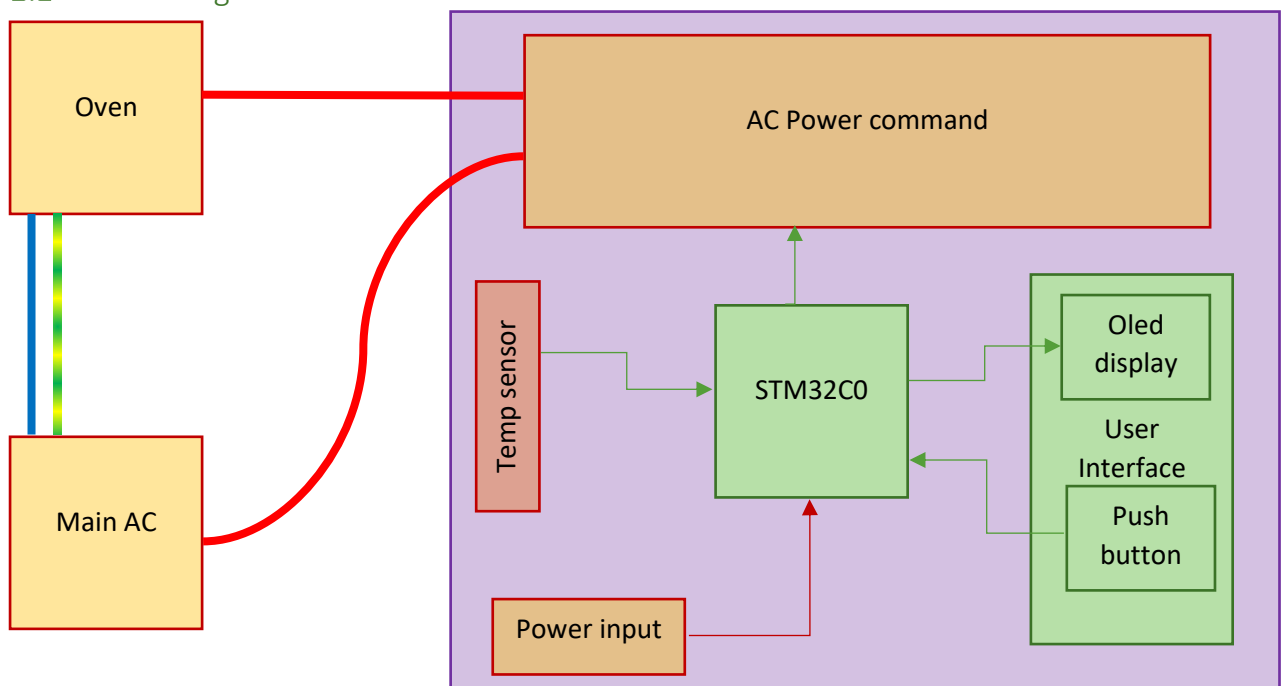 Oven
AC Power command
Temp sensor
STM32C0
Oled
display
User
Interface
Main AC
Push
button
Power input